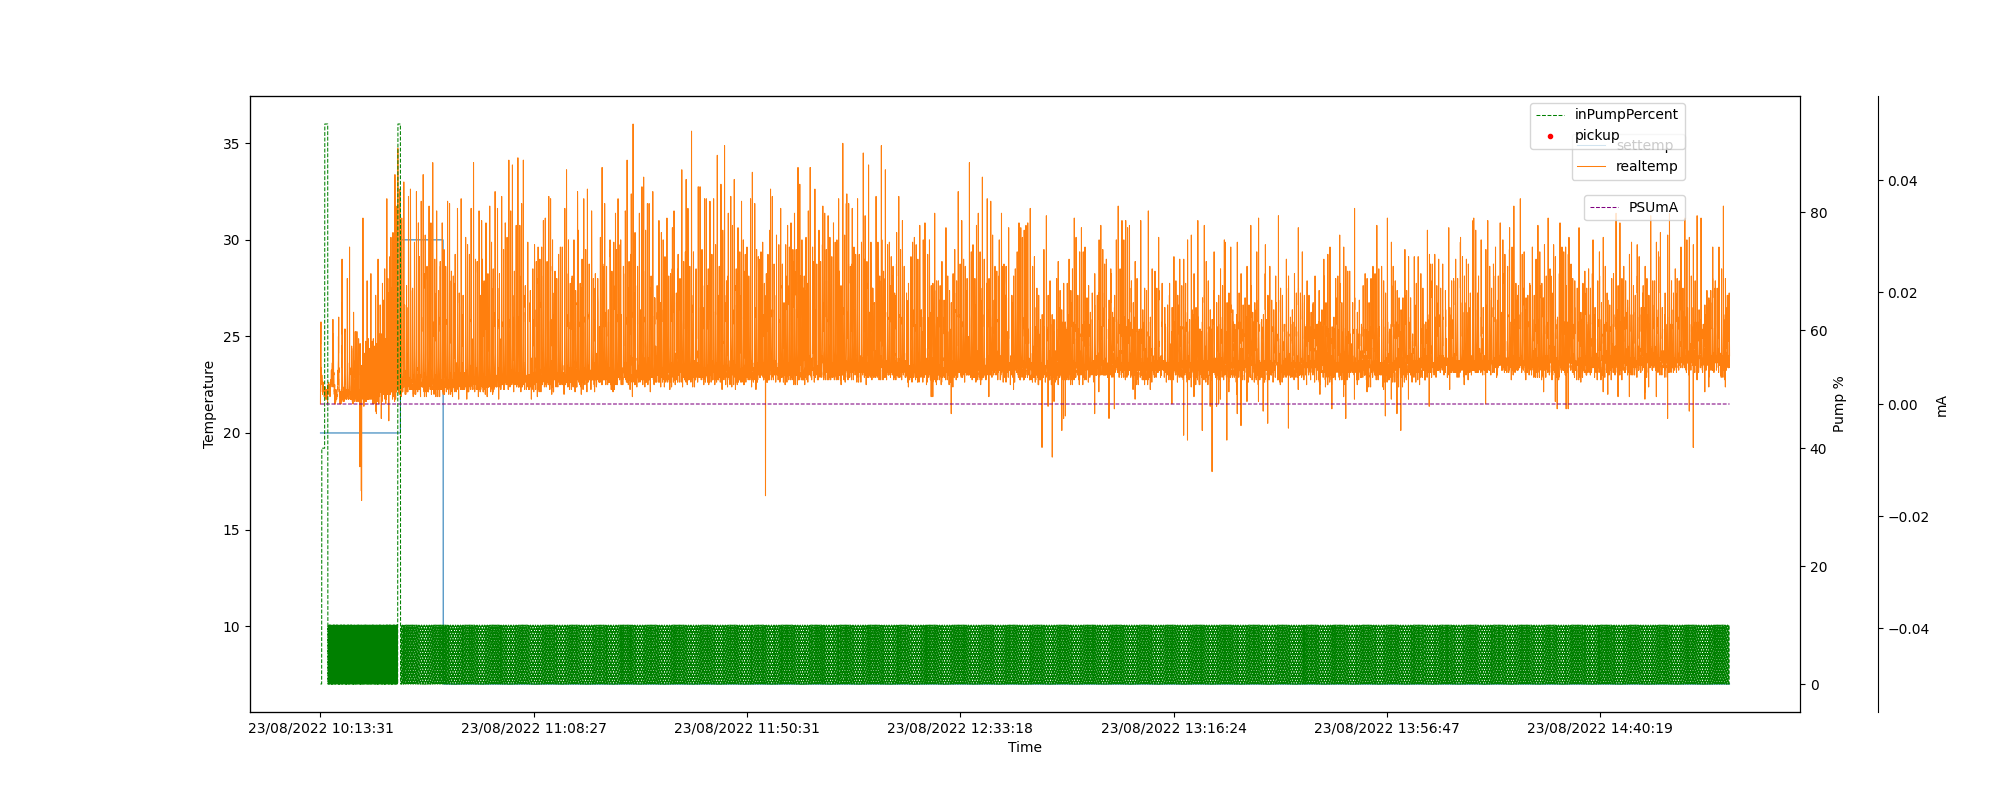 inPumpPercent
pickup
settemp
realtemp
PSUmA
35
30
25
20
15
10
Temperature
80
60
40
20
0
Pump %
0.04
0.02
0.00
−0.02
−0.04
mA
23/08/2022 10:13:31
23/08/2022 11:08:27
23/08/2022 11:50:31
23/08/2022 12:33:18
23/08/2022 13:16:24
23/08/2022 13:56:47
23/08/2022 14:40:19
Time